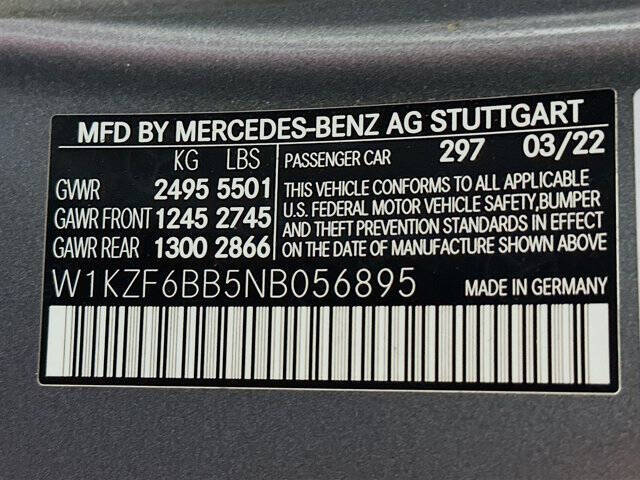 MFD BY MERCEDES-BENZ AG STUTTGART
KG LBS
GVWR 2495 5501
GAWR FRONT 1245 2745
GAWR REAR 1300 2866
PASSENGER CAR 297 03/22
THIS VEHICLE CONFORMS TO ALL APPLICABLE
U.S. FEDERAL MOTOR VEHICLE SAFETY,BUMPER
AND THEFT PREVENTION STANDARDS IN EFFECT
ON THE DATE OF MANUFACTURE SHOWN ABOVE.
W1KZF6BB5NB056895 MADE IN GERMANY